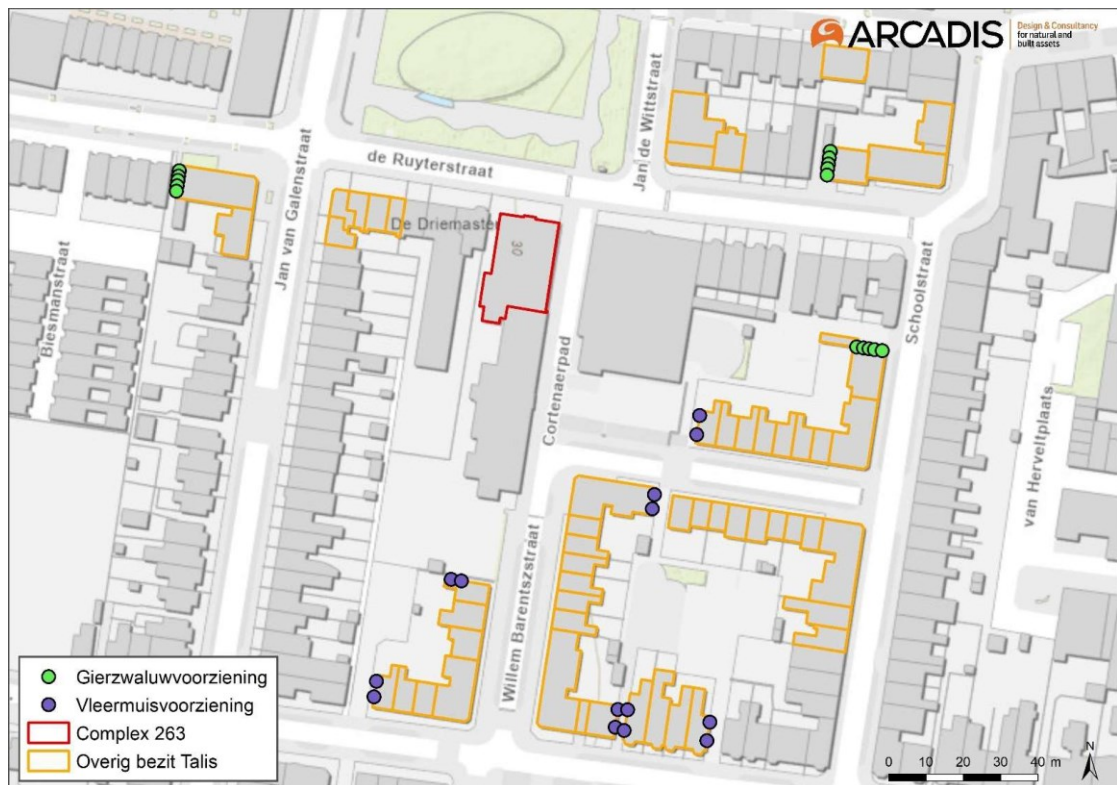 ARCADIS
Design & Consultancy
for natural and
built assets
de Ruyterstraat
Jan de Wittstraat
Jan van Galenstraat
De Driemaster
30
Biesmanstraat
Schoolstraat
Cortenaerpad
van Herveltplaats
Willem Barentszstraat
Gierzwaluwvoorziening
Vleermuisvoorziening
Complex 263
Overig bezit Talis
N
0 10 20 30 40 m